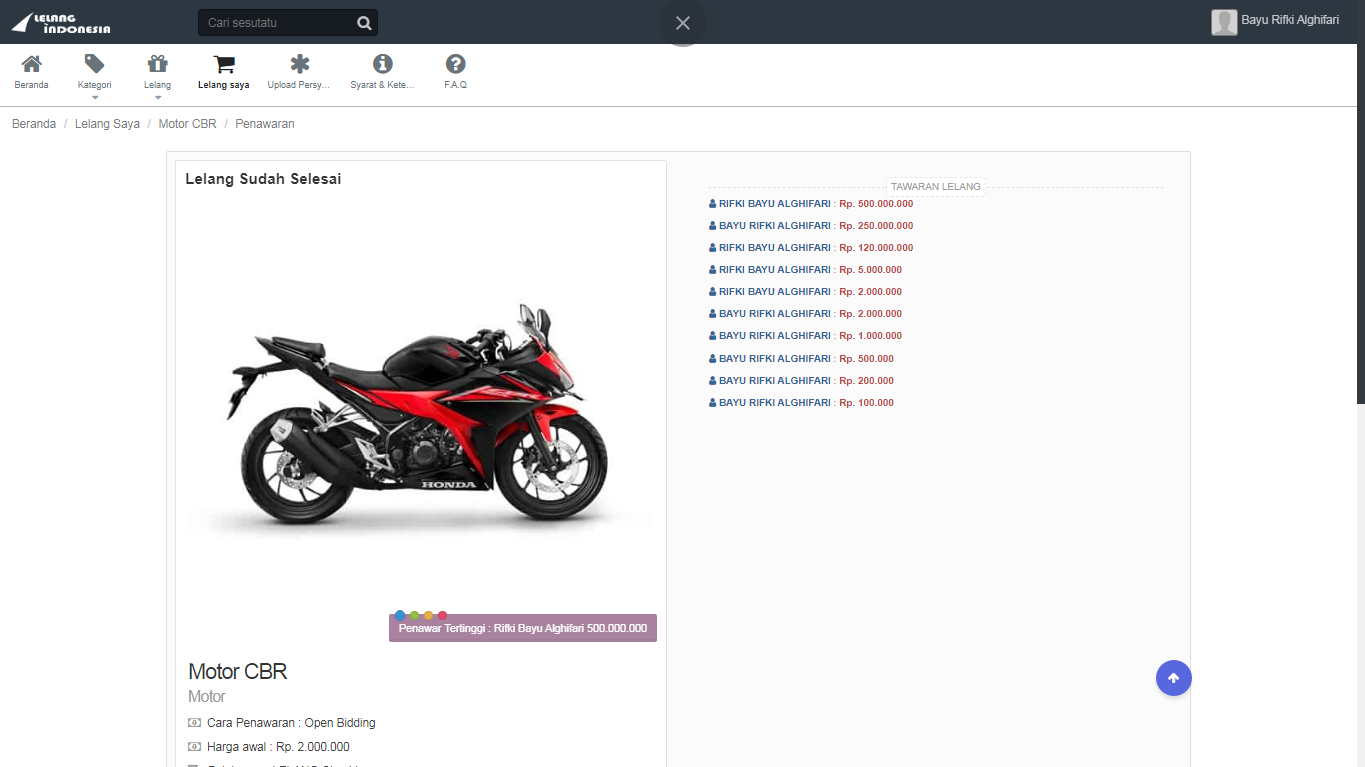 LELANG
INDONESIA
Cari sesutatu
Bayu Rifki Alghifari
Beranda
Kategori
Lelang
Lelang saya
Upload Persy...
Syarat & Kete...
F.A.Q
Beranda / Lelang Saya / Motor CBR / Penawaran
Lelang Sudah Selesai
HONDA
Penawar Tertinggi : Rifki Bayu Alghifari 500.000.000
Motor CBR
Motor
Cara Penawaran : Open Bidding
Harga awal : Rp. 2.000.000
TAWARAN LELANG
RIFKI BAYU ALGHIFARI : Rp. 500.000.000
BAYU RIFKI ALGHIFARI : Rp. 250.000.000
RIFKI BAYU ALGHIFARI : Rp. 120.000.000
RIFKI BAYU ALGHIFARI : Rp. 5.000.000
RIFKI BAYU ALGHIFARI : Rp. 2.000.000
BAYU RIFKI ALGHIFARI : Rp. 2.000.000
BAYU RIFKI ALGHIFARI : Rp. 1.000.000
BAYU RIFKI ALGHIFARI : Rp. 500.000
BAYU RIFKI ALGHIFARI : Rp. 200.000
BAYU RIFKI ALGHIFARI : Rp. 100.000